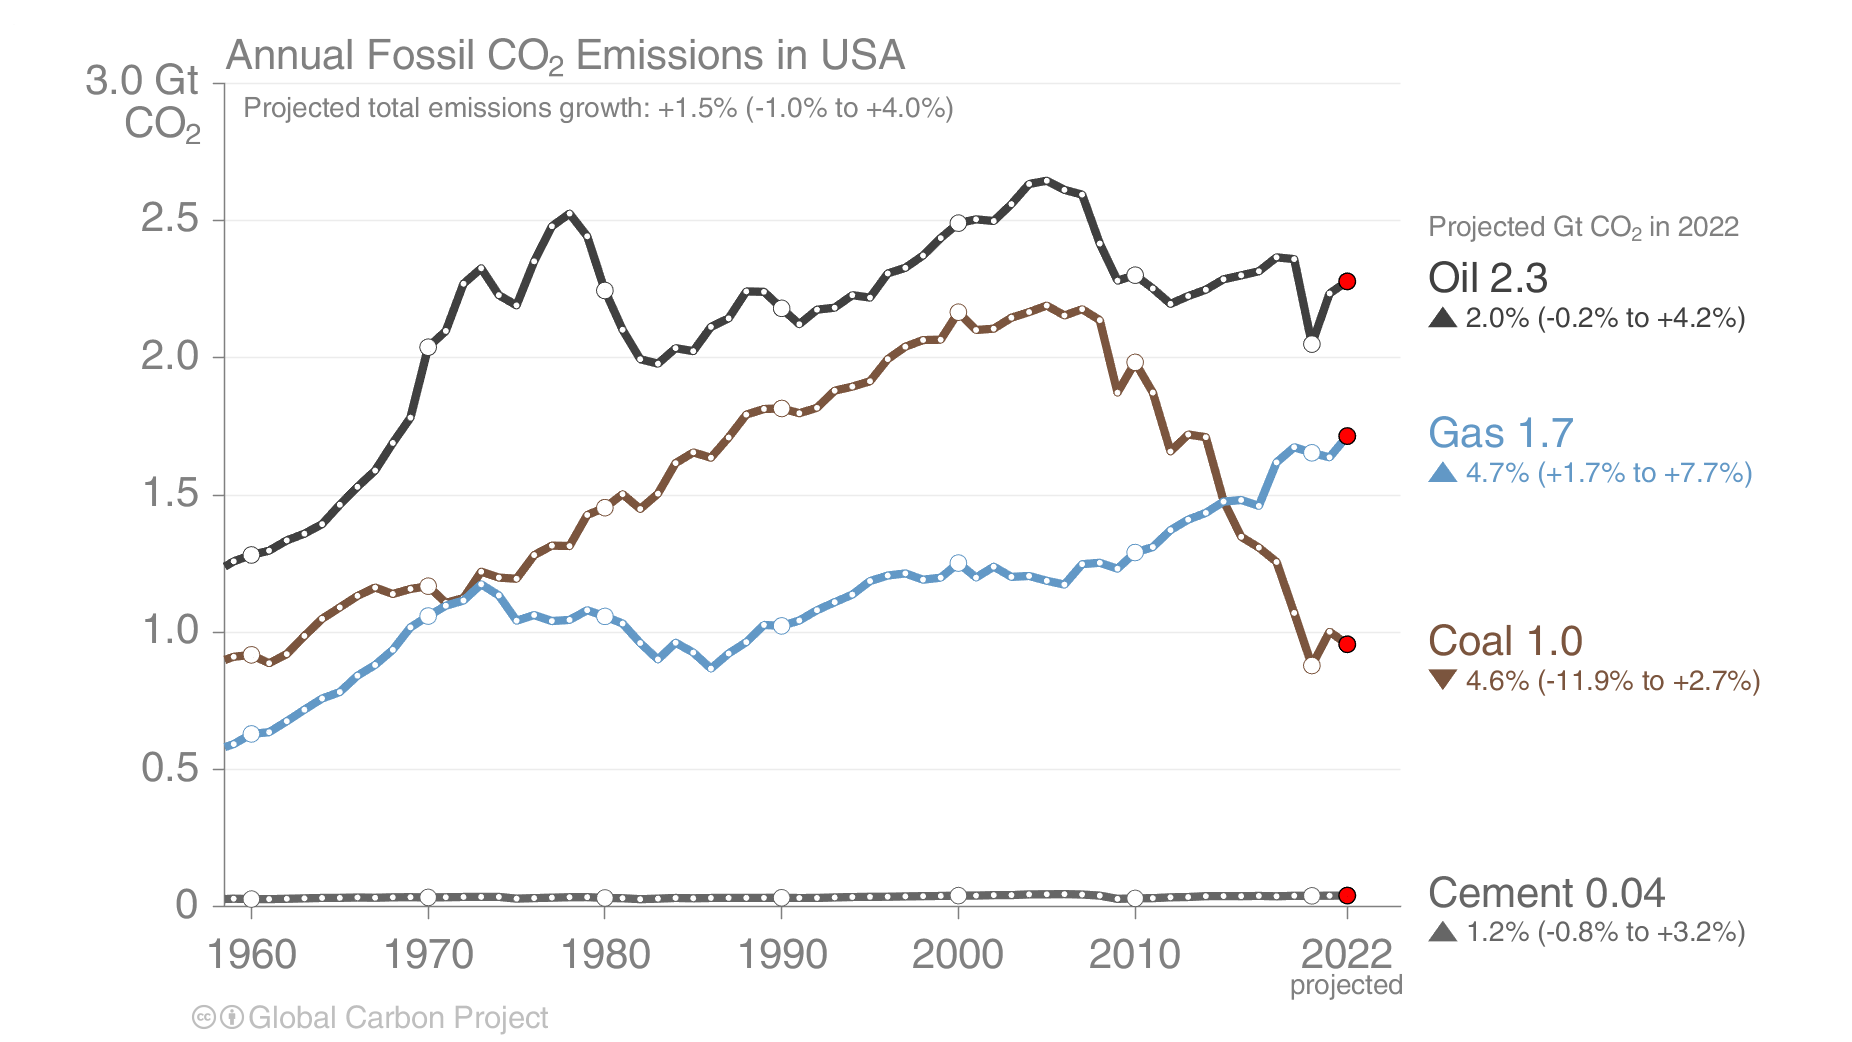 Annual Fossil CO₂ Emissions in USA
3.0 Gt
CO₂
Projected total emissions growth: +1.5% (-1.0% to +4.0%)
2.5
2.0
1.5
1.0
0.5
0
Projected Gt CO₂ in 2022
Oil 2.3
▲ 2.0% (-0.2% to +4.2%)
Gas 1.7
▲ 4.7% (+1.7% to +7.7%)
Coal 1.0
▼ 4.6% (-11.9% to +2.7%)
Cement 0.04
▲ 1.2% (-0.8% to +3.2%)
1960 1970 1980 1990 2000 2010 2022
projected
cc Global Carbon Project